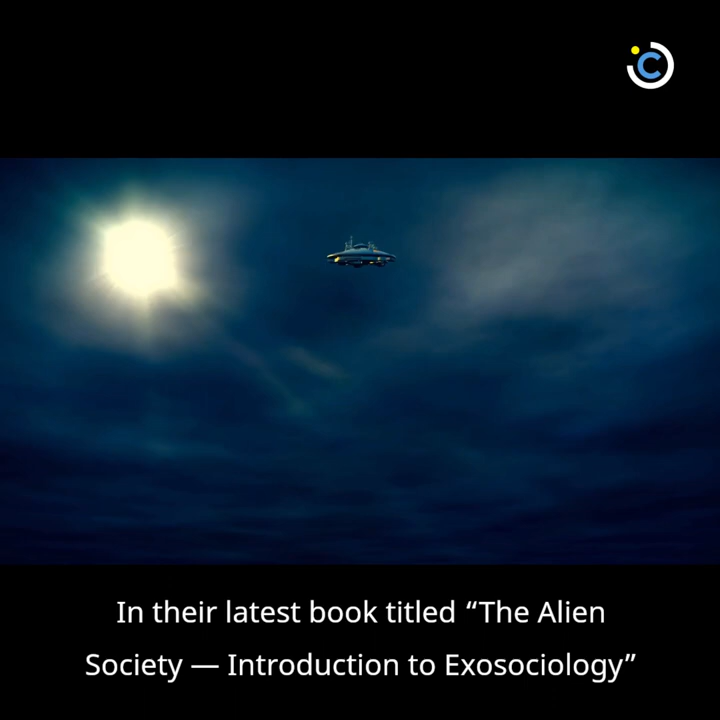 In their latest book titled “The Alien
Society — Introduction to Exosociology”